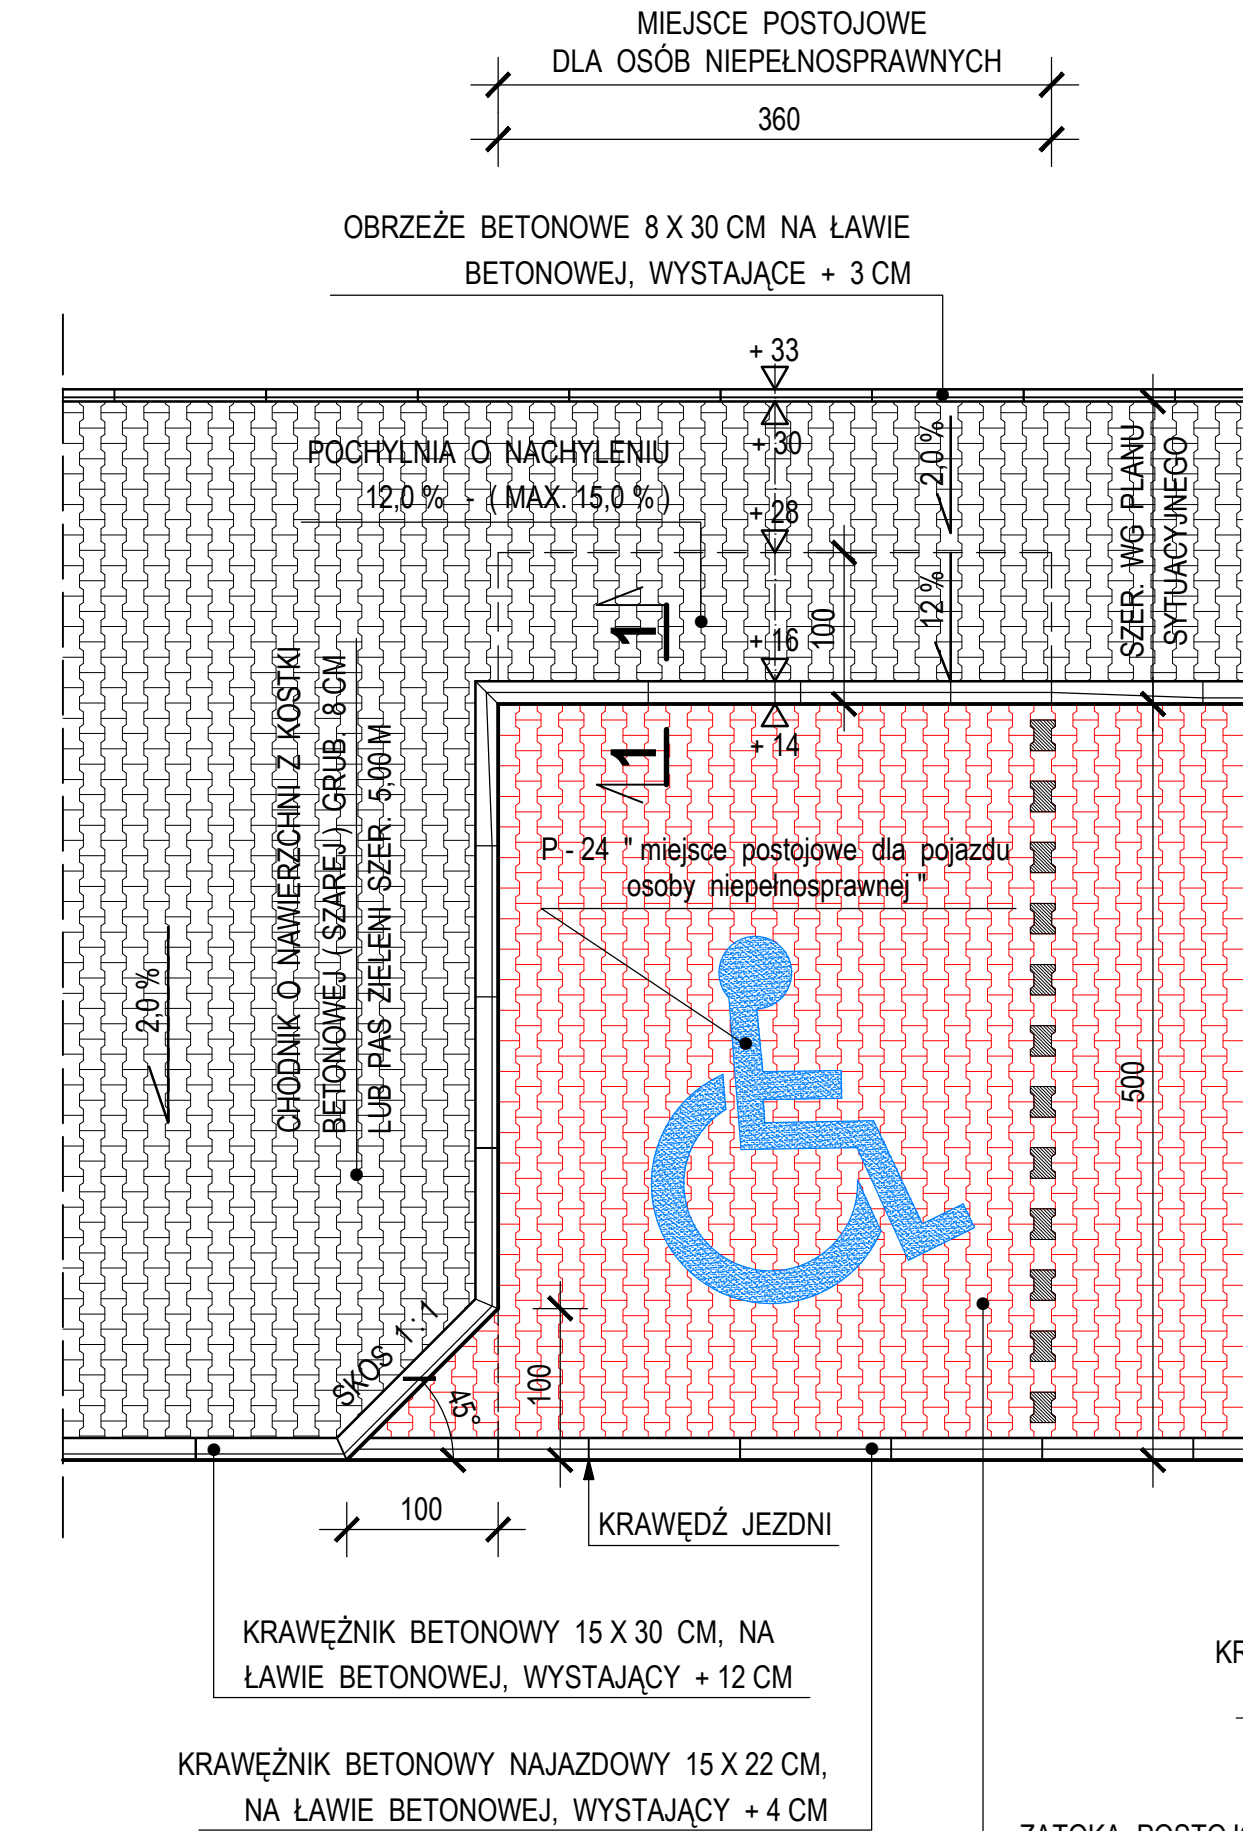 MIEJSCE POSTOJOWE
DLA OSÓB NIEPEŁNOSPRAWNYCH
360
OBRZEŻE BETONOWE 8 X 30 CM NA ŁAWIE
BETONOWEJ, WYSTAJĄCE + 3 CM
+ 33
+ 30
POCHYLNIA O NACHYLENIU
12,0 % - ( MAX. 15,0 % )
+ 28
2,0 %
SZER. WG PLANU
SYTUACYJNEGO
12 %
100
+ 16
1
1
+ 14
CHODNIK O NAWIERZCHNI Z KOSTKI
BETONOWEJ ( SZAREJ ) GRUB. 8 CM
LUB PAS ZIELENI SZER. 5,00 M
P - 24 " miejsce postojowe dla pojazdu
osoby niepełnosprawnej "
2,0 %
500
SKOS 1 : 1
45°
100
100
KRAWĘDŹ JEZDNI
KRAWĘŻNIK BETONOWY 15 X 30 CM, NA
ŁAWIE BETONOWEJ, WYSTAJĄCY + 12 CM
KR
KRAWĘŻNIK BETONOWY NAJAZDOWY 15 X 22 CM,
NA ŁAWIE BETONOWEJ, WYSTAJĄCY + 4 CM